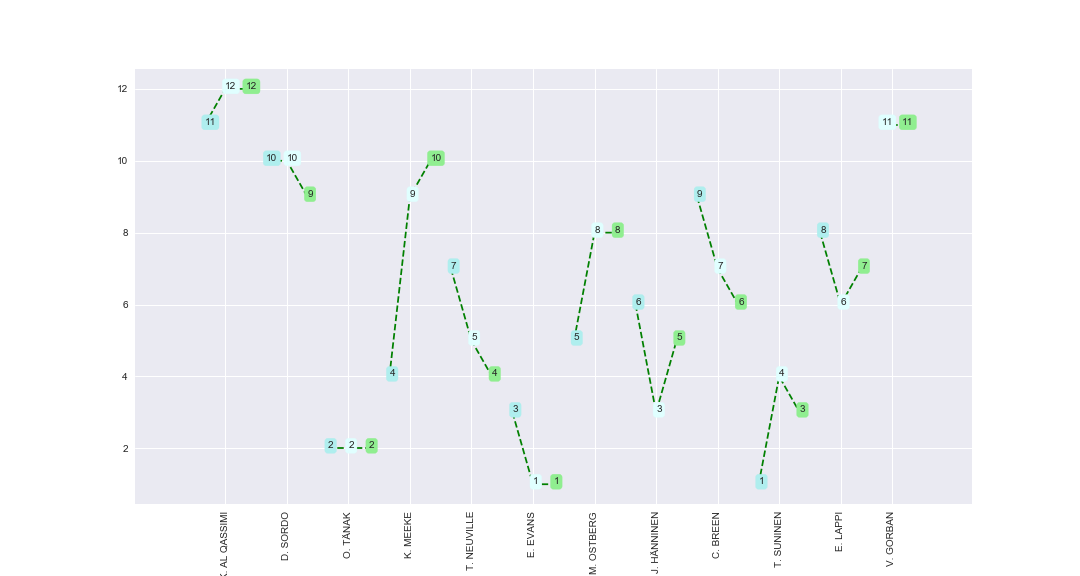 12
10
8
6
4
2
11 12 12
10 10 9
2 2 2
4 9 10
7 5 4
3 1 1
5 8 8
6 3 5
9 7 6
1 4 3
8 6 7
11 11
AL QASSIMI
D. SORDO
O. TÄNAK
K. MEEKE
T. NEUVILLE
E. EVANS
M. OSTBERG
J. HÄNNINEN
C. BREEN
T. SUNINEN
E. LAPPI
V. GORBAN